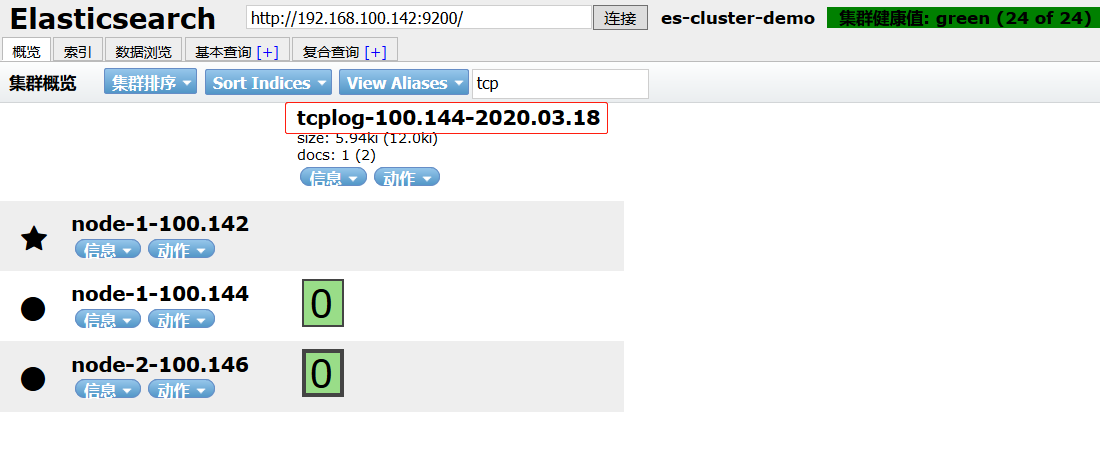 Elasticsearch http://192.168.100.142:9200/ 连接 es-cluster-demo 集群健康值: green (24 of 24)
概览 索引 数据浏览 基本查询 [+] 复合查询 [+]
集群概览 集群排序 Sort Indices View Aliases tcp
tcplog-100.144-2020.03.18
size: 5.94ki (12.0ki)
docs: 1 (2)
信息 动作
node-1-100.142
信息 动作
node-1-100.144
信息 动作
0
node-2-100.146
信息 动作
0